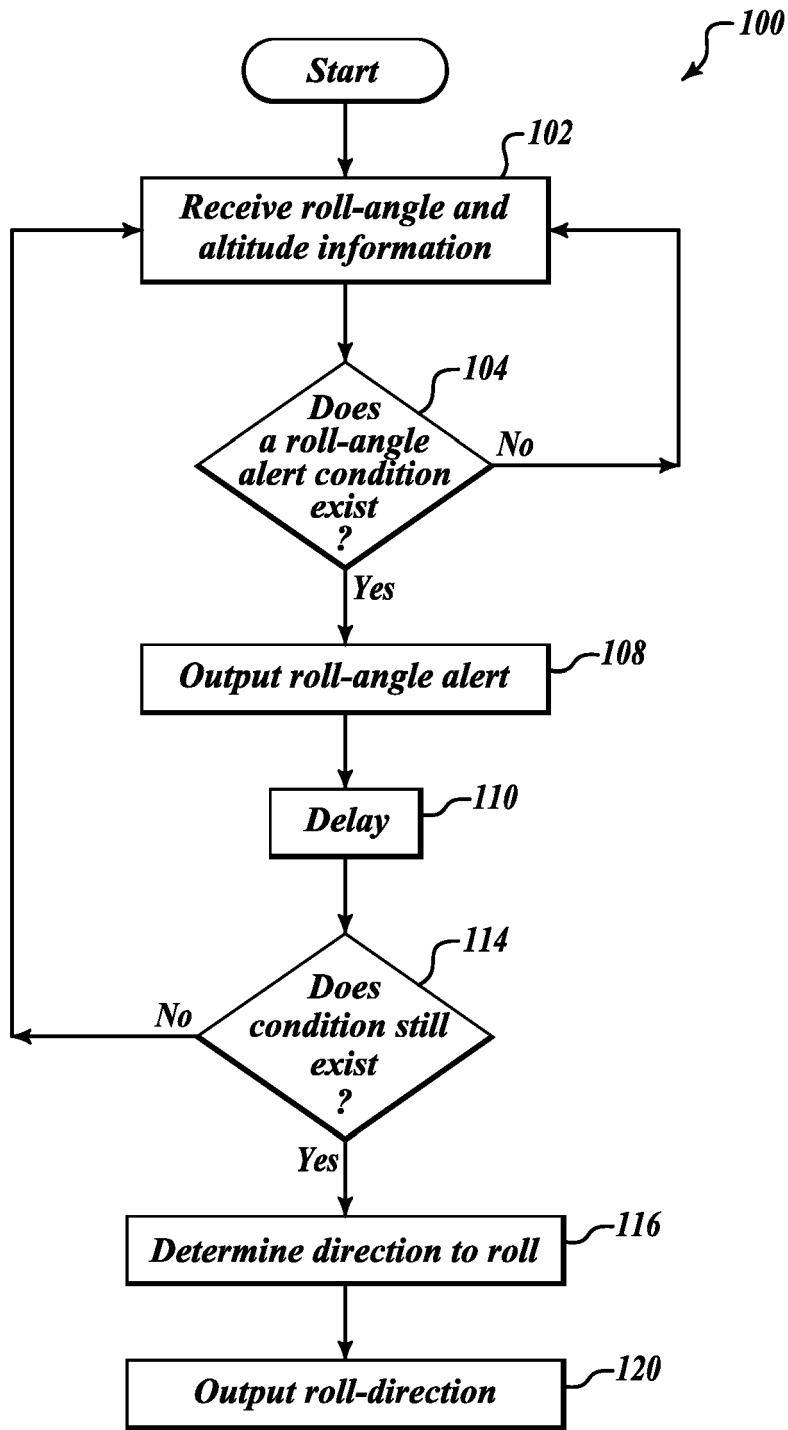 100
Start
102
Receive roll-angle and
altitude information
104
Does
a roll-angle
alert condition
exist
?
No
Yes
Output roll-angle alert
108
Delay
110
114
Does
condition still
exist
?
No
Yes
Determine direction to roll
116
Output roll-direction
120